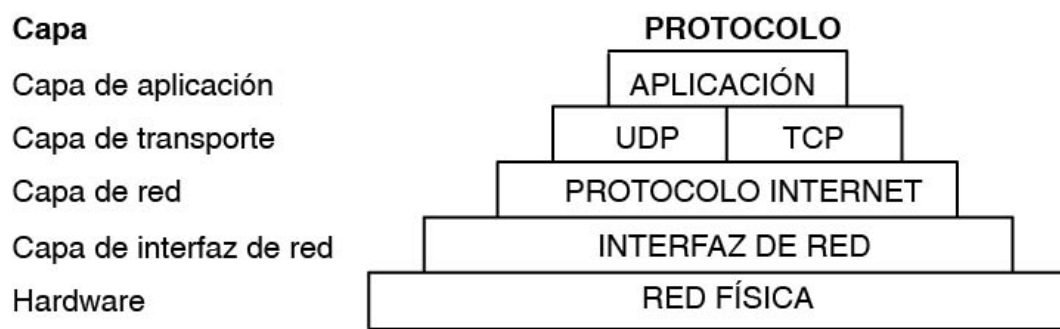 Capa PROTOCOLO
Capa de aplicación APLICACIÓN
Capa de transporte UDP TCP
Capa de red PROTOCOLO INTERNET
Capa de interfaz de red INTERFAZ DE RED
Hardware RED FÍSICA